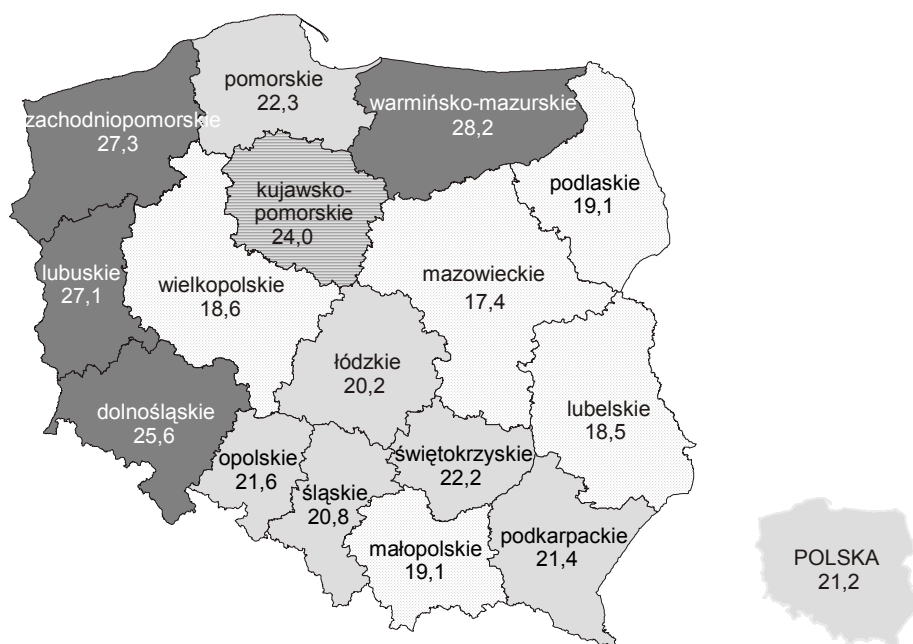 pomorskie
22,3
warmińsko-mazurskie
28,2
zachodniopomorskie
27,3
podlaskie
19,1
kujawsko-
pomorskie
24,0
lubuskie
27,1
wielkopolskie
18,6
mazowieckie
17,4
łódzkie
20,2
dolnośląskie
25,6
lubelskie
18,5
opolskie
21,6
śląskie
20,8
świętokrzyskie
22,2
małopolskie
19,1
podkarpackie
21,4
POLSKA
21,2